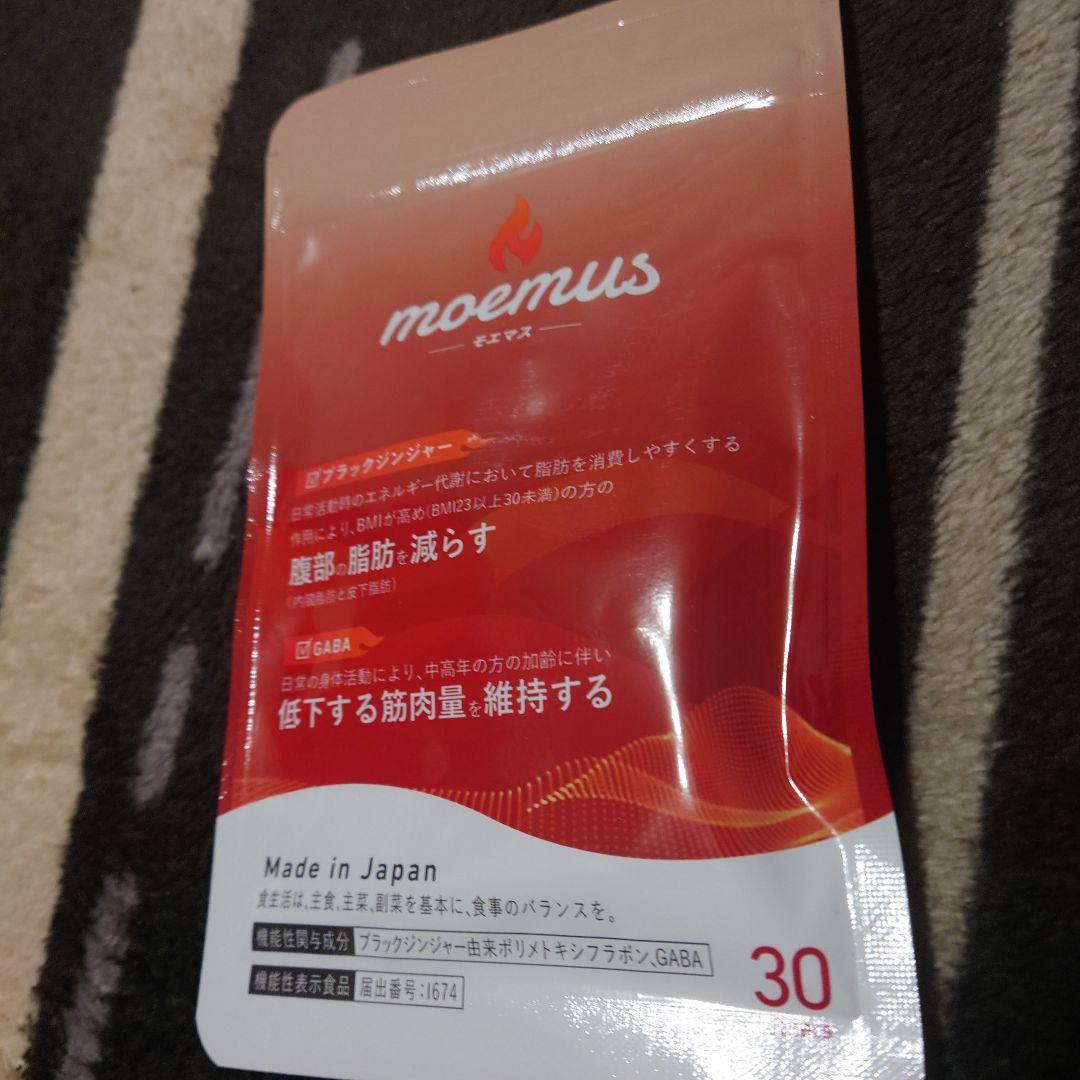 moemus
モエマス
ブラックジンジャー
日常活動時のエネルギー代謝において脂肪を消費しやすくする
作用により、BMIが高め(BMI23以上30未満)の方の
腹部の脂肪を減らす
(内臓脂肪と皮下脂肪)
GABA
日常の身体活動により、中高年の方の加齢に伴い
低下する筋肉量を維持する
Made in Japan
食生活は、主食、主菜、副菜を基本に、食事のバランスを。
機能性関与成分 ブラックジンジャー由来ポリメトキシフラボン、GABA
機能性表示食品 届出番号:I674
30